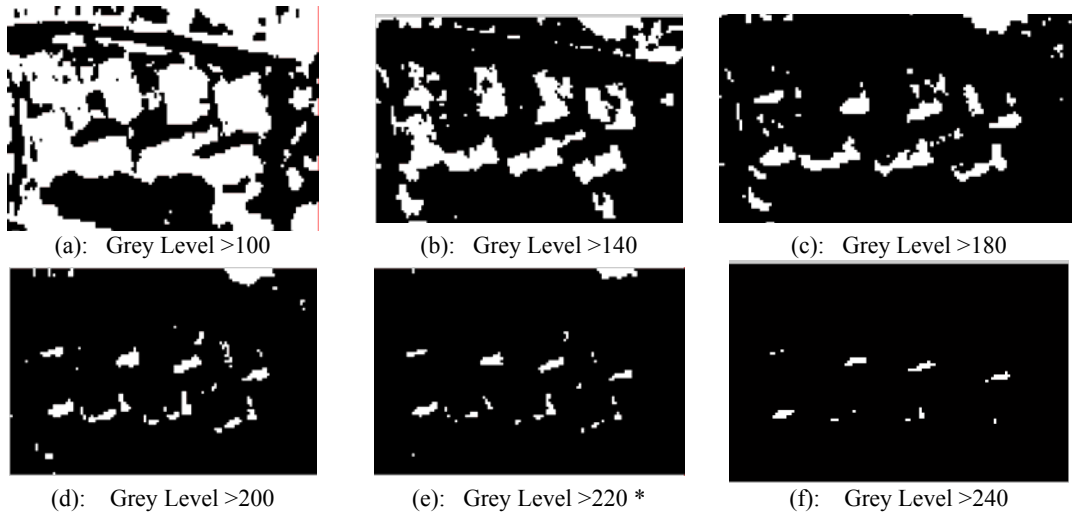 (a): Grey Level >100
(b): Grey Level >140
(c): Grey Level >180
(d): Grey Level >200
(e): Grey Level >220 *
(f): Grey Level >240